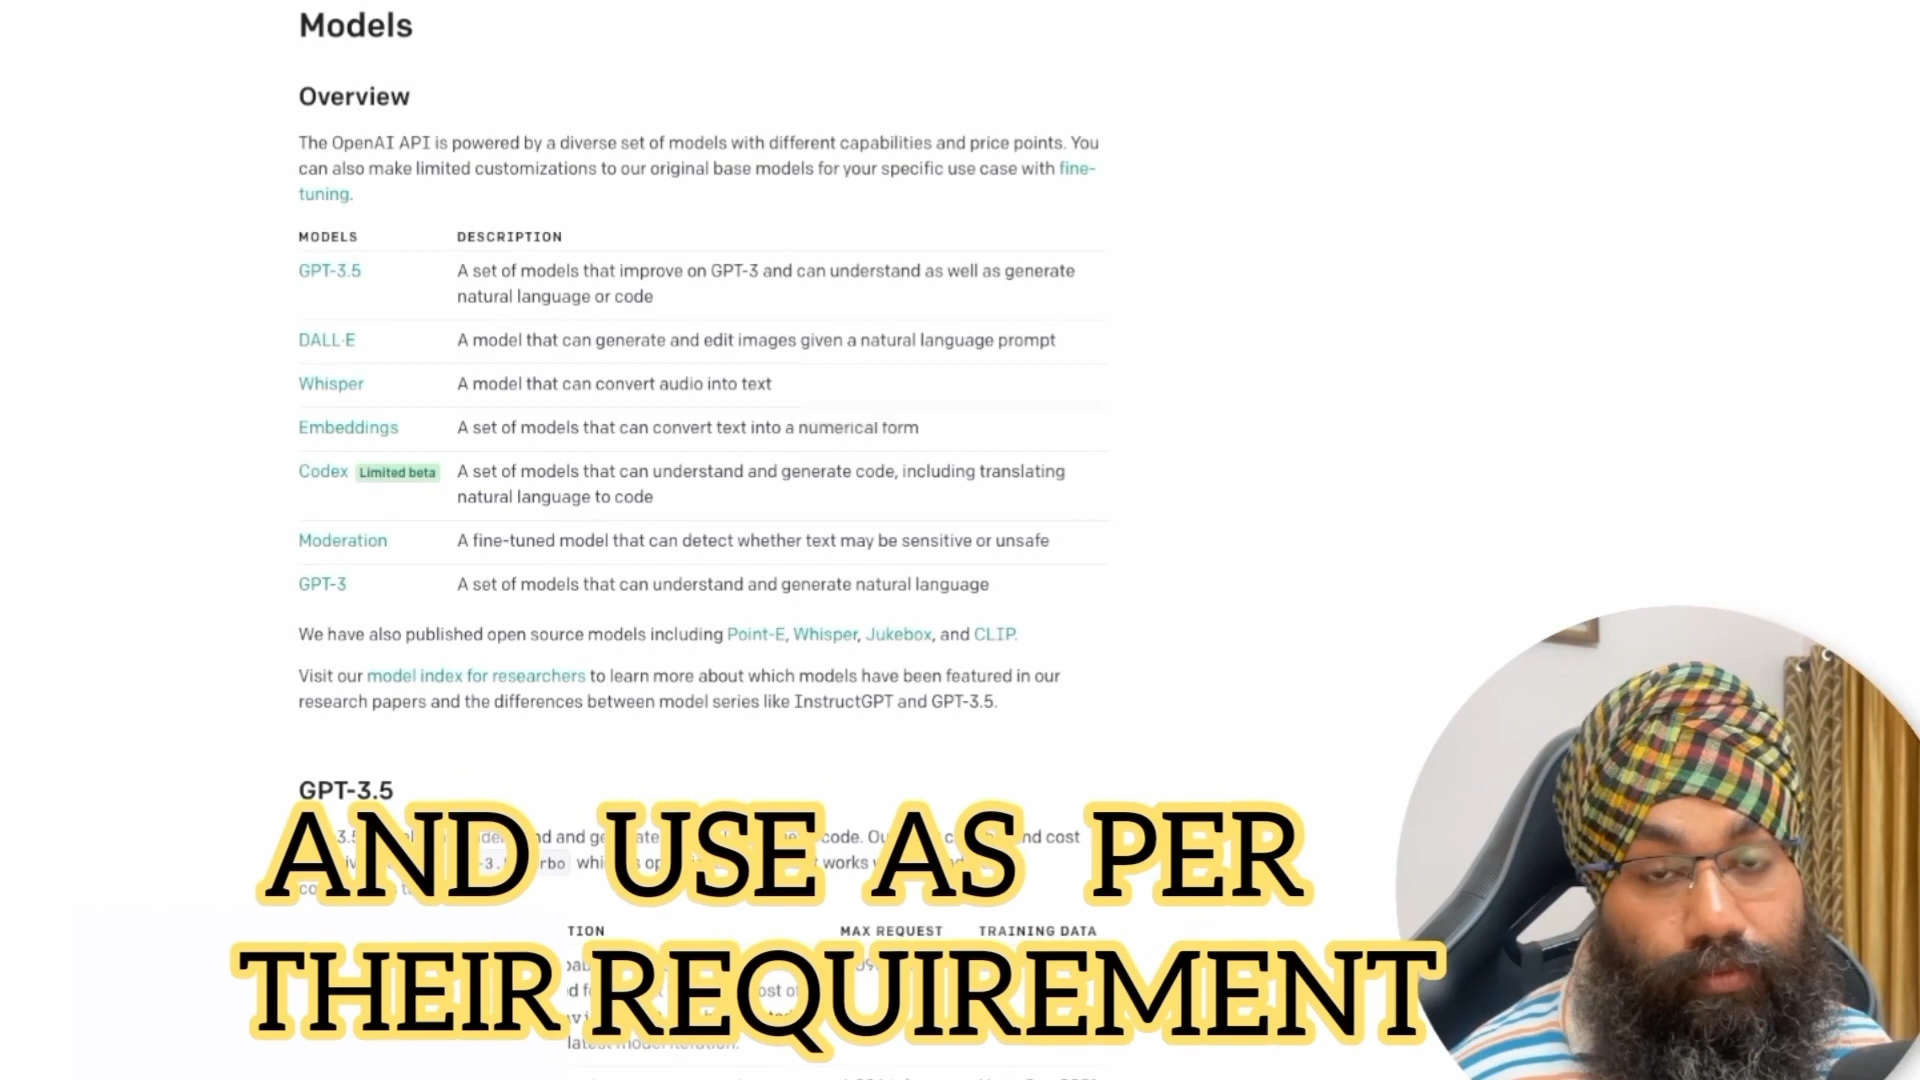 Models
Overview
The OpenAI API is powered by a diverse set of models with different capabilities and price points. You
can also make limited customizations to our original base models for your specific use case with fine-
tuning.
MODELS DESCRIPTION
GPT-3.5 A set of models that improve on GPT-3 and can understand as well as generate
natural language or code
DALL·E A model that can generate and edit images given a natural language prompt
Whisper A model that can convert audio into text
Embeddings A set of models that can convert text into a numerical form
Codex Limited beta A set of models that can understand and generate code, including translating
natural language to code
Moderation A fine-tuned model that can detect whether text may be sensitive or unsafe
GPT-3 A set of models that can understand and generate natural language
We have also published open source models including Point-E, Whisper, Jukebox, and CLIP.
Visit our model index for researchers to learn more about which models have been featured in our
research papers and the differences between model series like InstructGPT and GPT-3.5.
GPT-3.5
AND USE AS PER
MAX REQUEST TRAINING DATA
THEIR REQUIREMENT